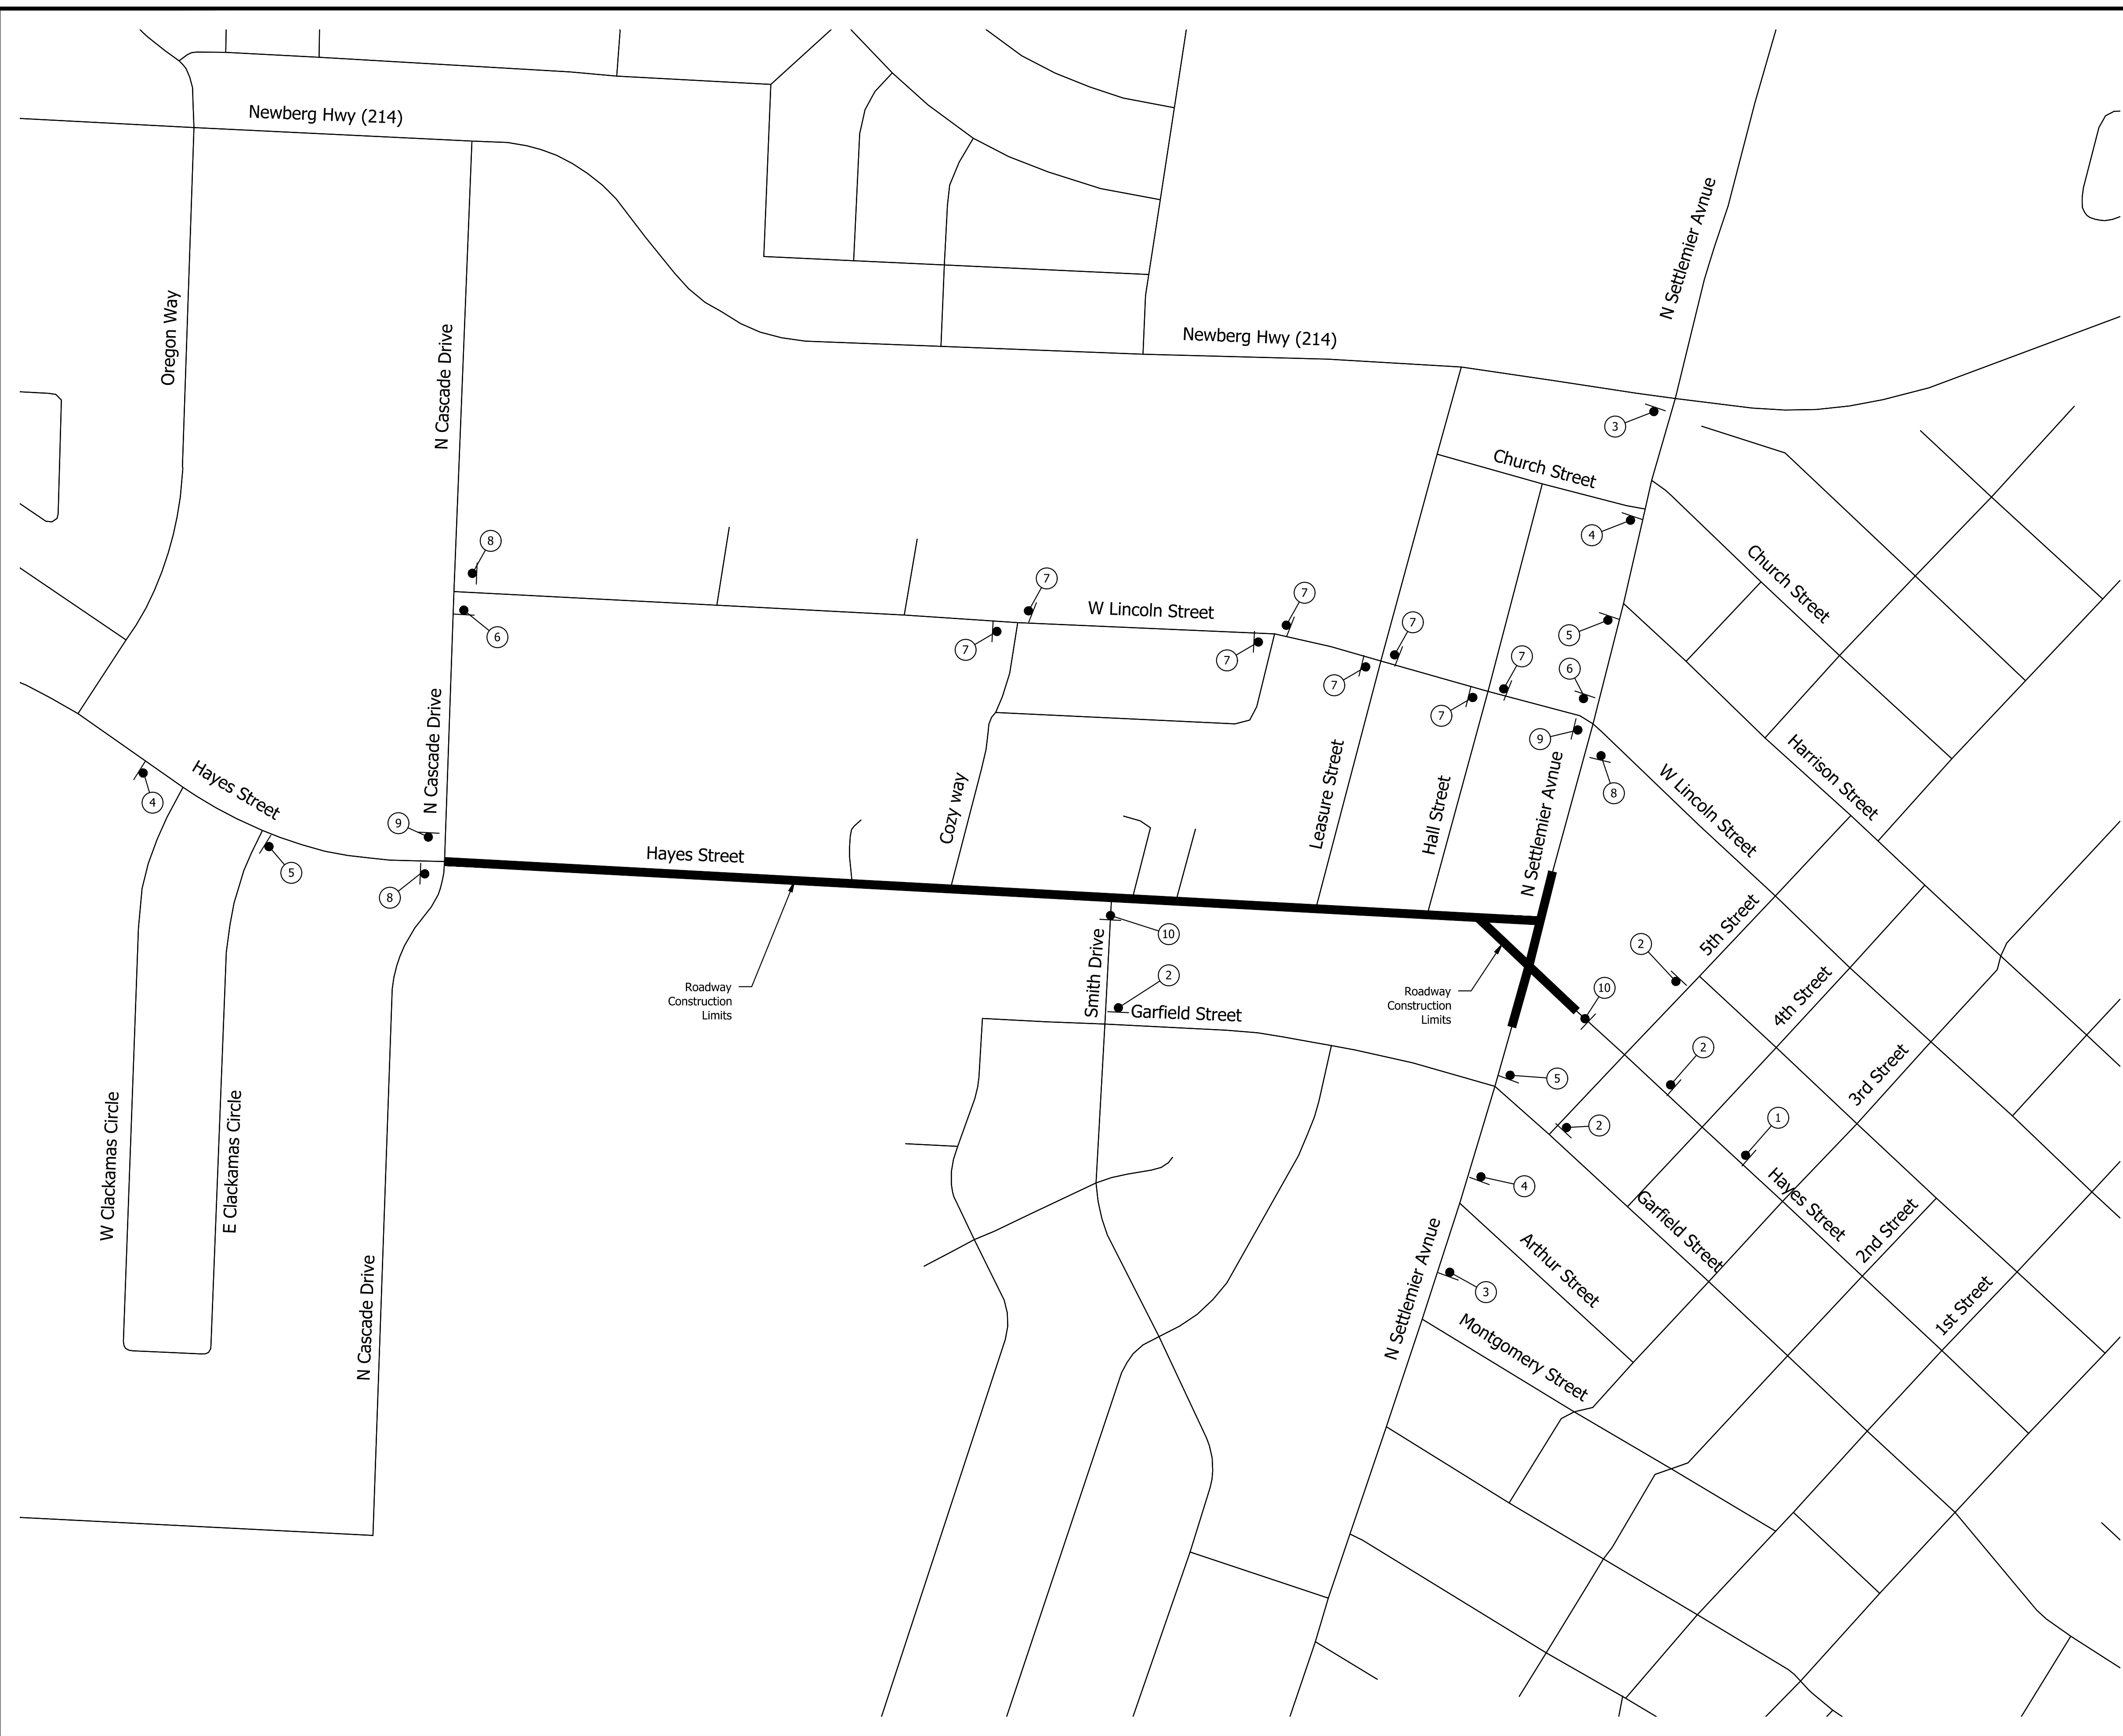 Newberg Hwy (214)
N Settlemier Avnue
Oregon Way
N Cascade Drive
Newberg Hwy (214)
3
Church Street
4
8
Church Street
7
W Lincoln Street
7
7
5
6
7
7
7
7
7
6
9
8
N Cascade Drive
Hayes Street
4
9
5
8
Hayes Street
Cozy way
Leasure Street
Hall Street
N Settlemier Avnue
W Lincoln Street
Harrison Street
Roadway
Construction
Limits
10
Smith Drive
2
Garfield Street
Roadway
Construction
Limits
2
10
5th Street
4th Street
2
3rd Street
5
2
1
W Clackamas Circle
E Clackamas Circle
N Cascade Drive
4
Hayes Street
Garfield Street
2nd Street
3
Arthur Street
N Settlemier Avnue
Montgomery Street
1st Street